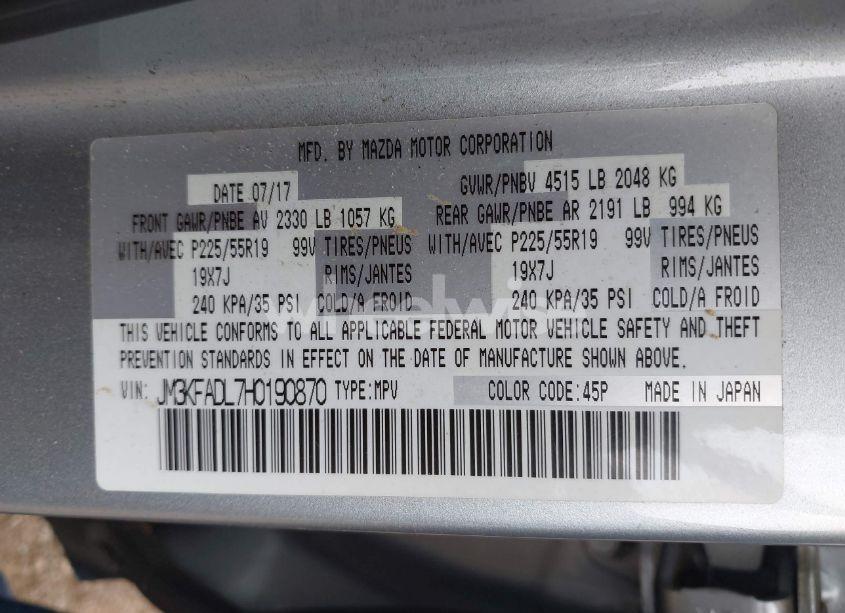 MFD. BY MAZDA MOTOR CORPORATION
DATE 07/17 GVWR/PNBV 4515 LB 2048 KG
FRONT GAWR/PNBE AV 2330 LB 1057 KG REAR GAWR/PNBE AR 2191 LB 994 KG
WITH/AVEC P225/55R19 99V TIRES/PNEUS WITH/AVEC P225/55R19 99V TIRES/PNEUS
19X7J RIMS/JANTES 19X7J RIMS/JANTES
240 KPA/35 PSI COLD/A FROID 240 KPA/35 PSI COLD/A FROID
THIS VEHICLE CONFORMS TO ALL APPLICABLE FEDERAL MOTOR VEHICLE SAFETY AND THEFT
PREVENTION STANDARDS IN EFFECT ON THE DATE OF MANUFACTURE SHOWN ABOVE.
VIN: JM3KFADL7H0190870 TYPE:MPV COLOR CODE:45P MADE IN JAPAN